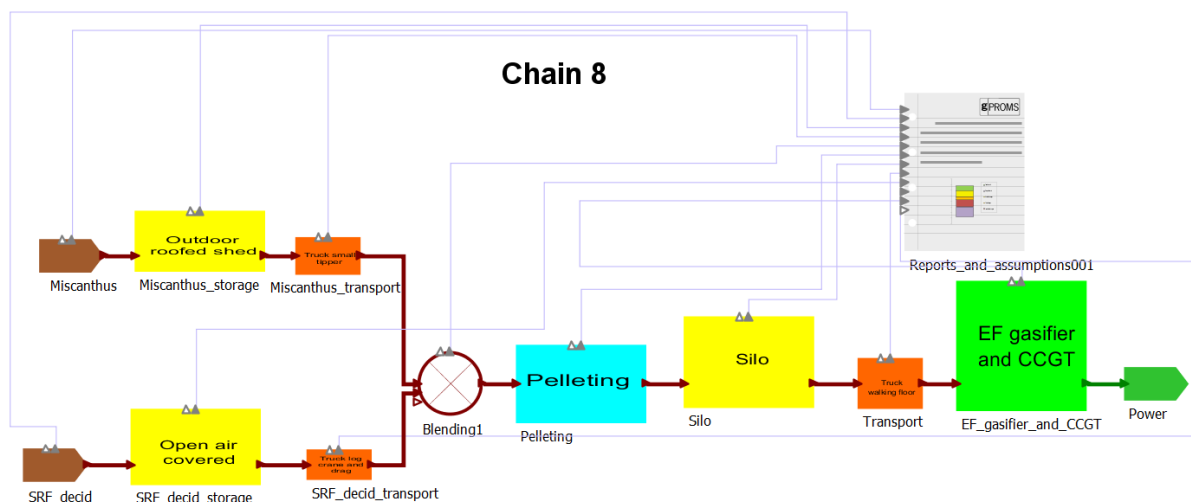 Chain 8
gPROMS
Reports_and_assumptions001
Outdoor
roofed shed
Truck small
tipper
Miscanthus
Miscanthus_storage
Miscanthus_transport
EF gasifier
and CCGT
Silo
Pelleting
Truck
walking floor
Blending1
Pelleting
Silo
Transport
EF_gasifier_and_CCGT
Power
Open air
covered
Truck log
crane and
drag
SRF_decid
SRF_decid_storage
SRF_decid_transport